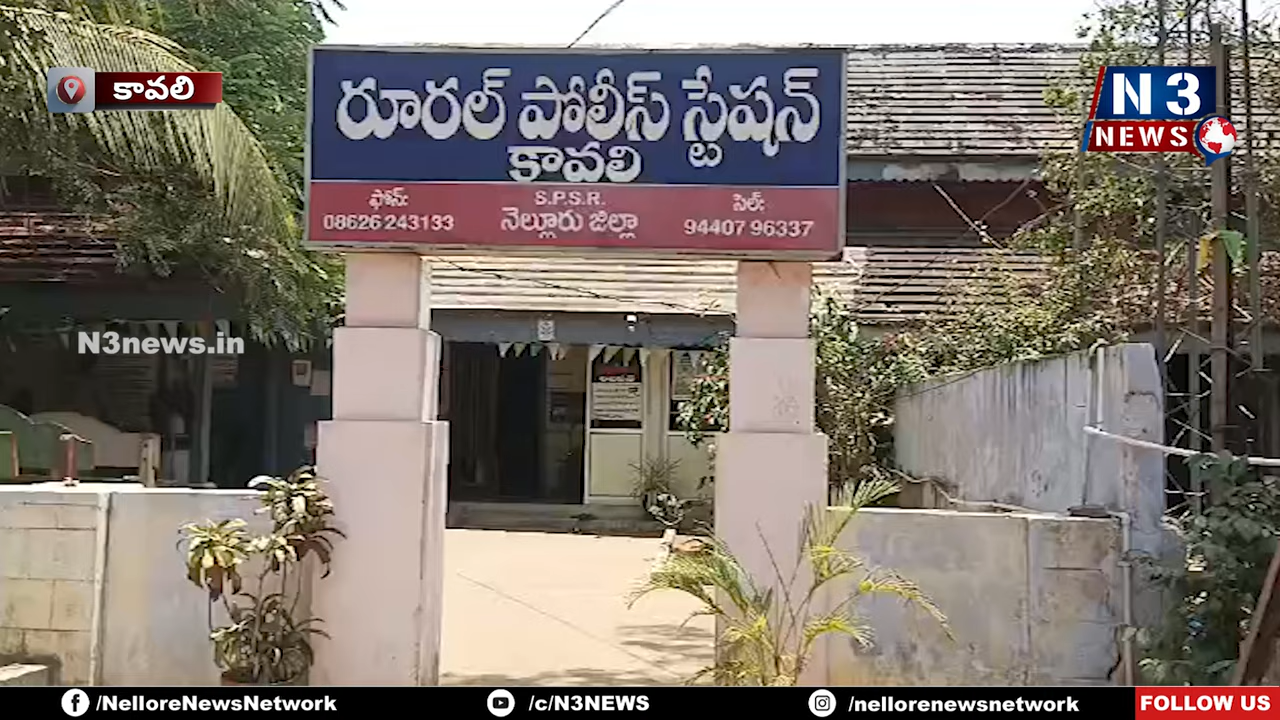 కావలి
N3
NEWS
రూరల్ పోలీస్ స్టేషన్
కావలి
ఫోన్:
08626 243133
S.P.S.R.
నెల్లూరు జిల్లా
సెల్:
94407 96337
N3news.in
/NelloreNewsNetwork
/c/N3NEWS
/nellorenewsnetwork
FOLLOW US